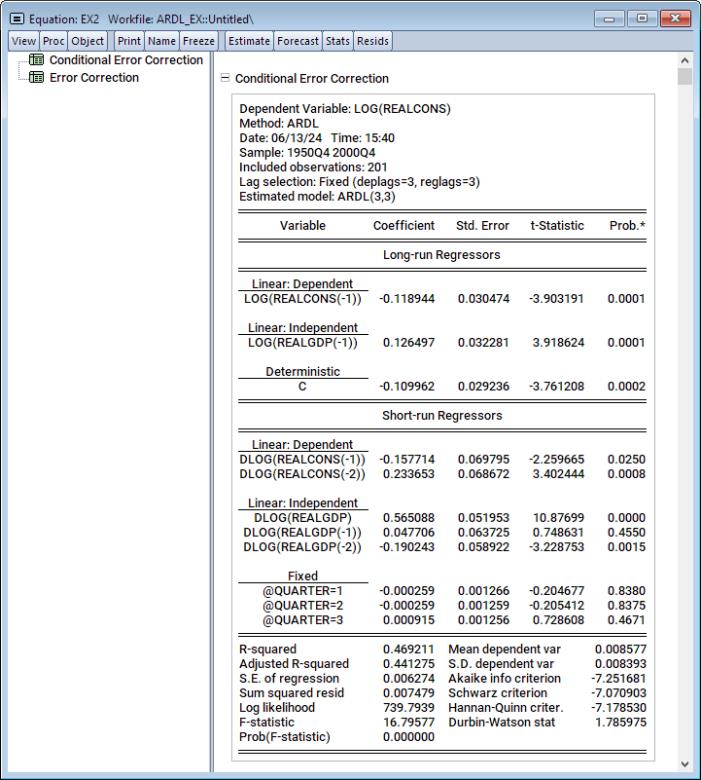 Equation: EX2 Workfile: ARDL_EX::Untitled\
View Proc Object Print Name Freeze Estimate Forecast Stats Resids
Conditional Error Correction
Error Correction
Conditional Error Correction
Dependent Variable: LOG(REALCONS)
Method: ARDL
Date: 06/13/24 Time: 15:40
Sample: 1950Q4 2000Q4
Included observations: 201
Lag selection: Fixed (deplags=3, reglags=3)
Estimated model: ARDL(3,3)
Variable Coefficient Std. Error t-Statistic Prob.*
Long-run Regressors
Linear: Dependent
LOG(REALCONS(-1)) -0.118944 0.030474 -3.903191 0.0001
Linear: Independent
LOG(REALGDP(-1)) 0.126497 0.032281 3.918624 0.0001
Deterministic
C -0.109962 0.029236 -3.761208 0.0002
Short-run Regressors
Linear: Dependent
DLOG(REALCONS(-1)) -0.157714 0.069795 -2.259665 0.0250
DLOG(REALCONS(-2)) 0.233653 0.068672 3.402444 0.0008
Linear: Independent
DLOG(REALGDP) 0.565088 0.051953 10.87699 0.0000
DLOG(REALGDP(-1)) 0.047706 0.063725 0.748631 0.4550
DLOG(REALGDP(-2)) -0.190243 0.058922 -3.228753 0.0015
Fixed
@QUARTER=1 -0.000259 0.001266 -0.204677 0.8380
@QUARTER=2 -0.000259 0.001259 -0.205412 0.8375
@QUARTER=3 0.000915 0.001256 0.728608 0.4671
R-squared 0.469211 Mean dependent var 0.008577
Adjusted R-squared 0.441275 S.D. dependent var 0.008393
S.E. of regression 0.006274 Akaike info criterion -7.251681
Sum squared resid 0.007479 Schwarz criterion -7.070903
Log likelihood 739.7939 Hannan-Quinn criter. -7.178530
F-statistic 16.79577 Durbin-Watson stat 1.785975
Prob(F-statistic) 0.000000